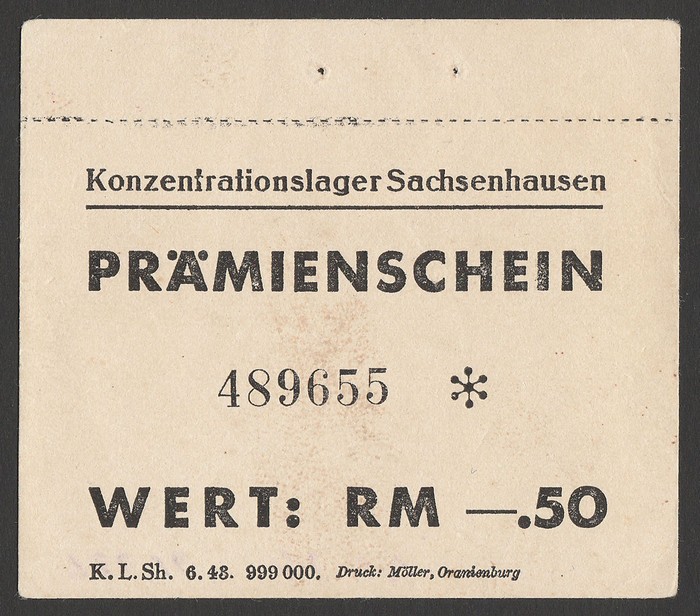 Konzentrationslager Sachsenhausen
PRÄMIENSCHEIN
489655 *
WERT: RM —.50
K. L. Sh. 6. 43. 999 000. Druck: Möller, Oranienburg